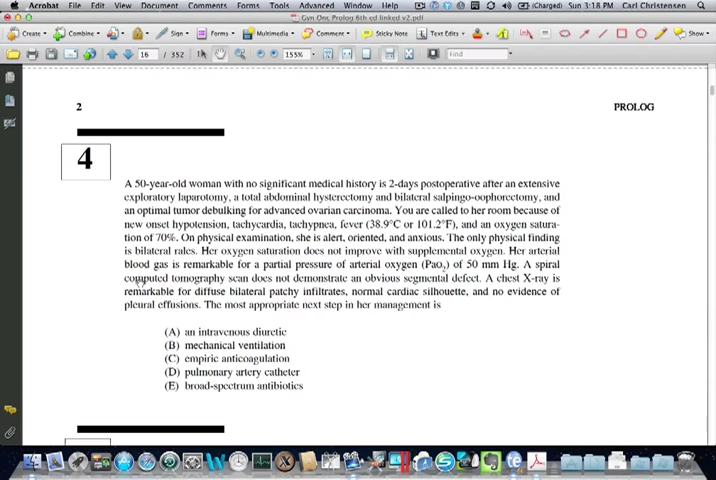 Acrobat File Edit View Document Comments Forms Tools Advanced Window Help (Charged) Sun 3:18 PM Carl Christensen
Gyn Onc Prolog 6th ed linked v2.pdf
Create Combine Sign Forms Multimedia Comment Sticky Note Text Edits Show
16 / 352 155% Find
2 PROLOG
4
A 50-year-old woman with no significant medical history is 2-days postoperative after an extensive
exploratory laparotomy, a total abdominal hysterectomy and bilateral salpingo-oophorectomy, and
an optimal tumor debulking for advanced ovarian carcinoma. You are called to her room because of
new onset hypotension, tachycardia, tachypnea, fever (38.9°C or 101.2°F), and an oxygen satura-
tion of 70%. On physical examination, she is alert, oriented, and anxious. The only physical finding
is bilateral rales. Her oxygen saturation does not improve with supplemental oxygen. Her arterial
blood gas is remarkable for a partial pressure of arterial oxygen (Pao2) of 50 mm Hg. A spiral
computed tomography scan does not demonstrate an obvious segmental defect. A chest X-ray is
remarkable for diffuse bilateral patchy infiltrates, normal cardiac silhouette, and no evidence of
pleural effusions. The most appropriate next step in her management is
(A) an intravenous diuretic
(B) mechanical ventilation
(C) empiric anticoagulation
(D) pulmonary artery catheter
(E) broad-spectrum antibiotics